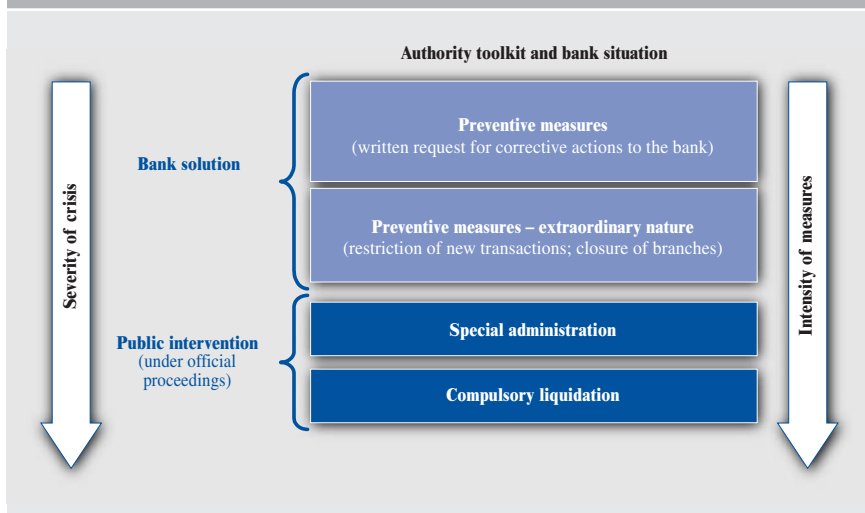 Authority toolkit and bank situation
Severity of crisis
Bank solution
Preventive measures
(written request for corrective actions to the bank)
Preventive measures – extraordinary nature
(restriction of new transactions; closure of branches)
Public intervention
(under official
proceedings)
Special administration
Compulsory liquidation
Intensity of measures